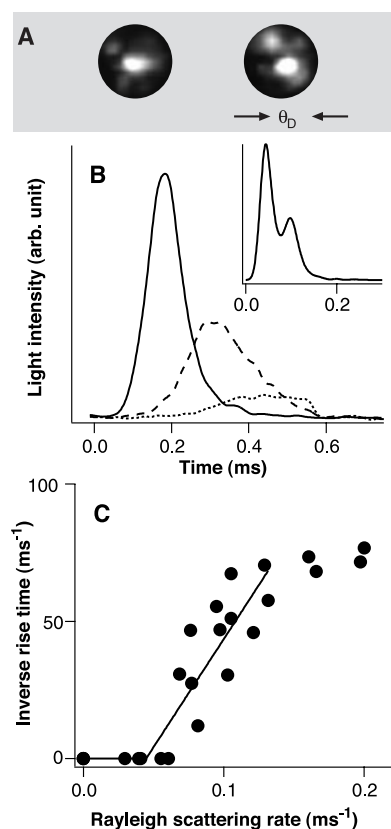 A
θD
B
Light intensity (arb. unit)
0.0 0.2
0.0 0.2 0.4 0.6
Time (ms)
C
Inverse rise time (ms-1)
100
50
0
0.0 0.1 0.2
Rayleigh scattering rate (ms-1)